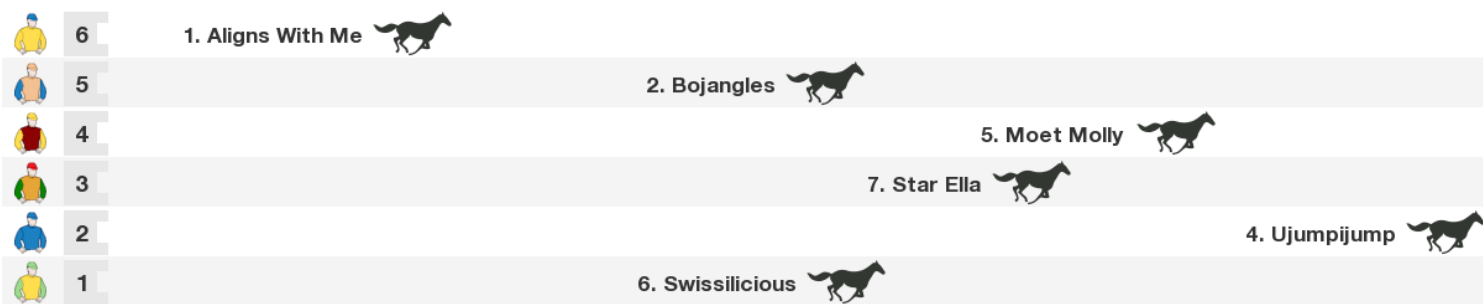 6 1. Aligns With Me
5 2. Bojangles
4 5. Moet Molly
3 7. Star Ella
2 4. Ujumpijump
1 6. Swissilicious